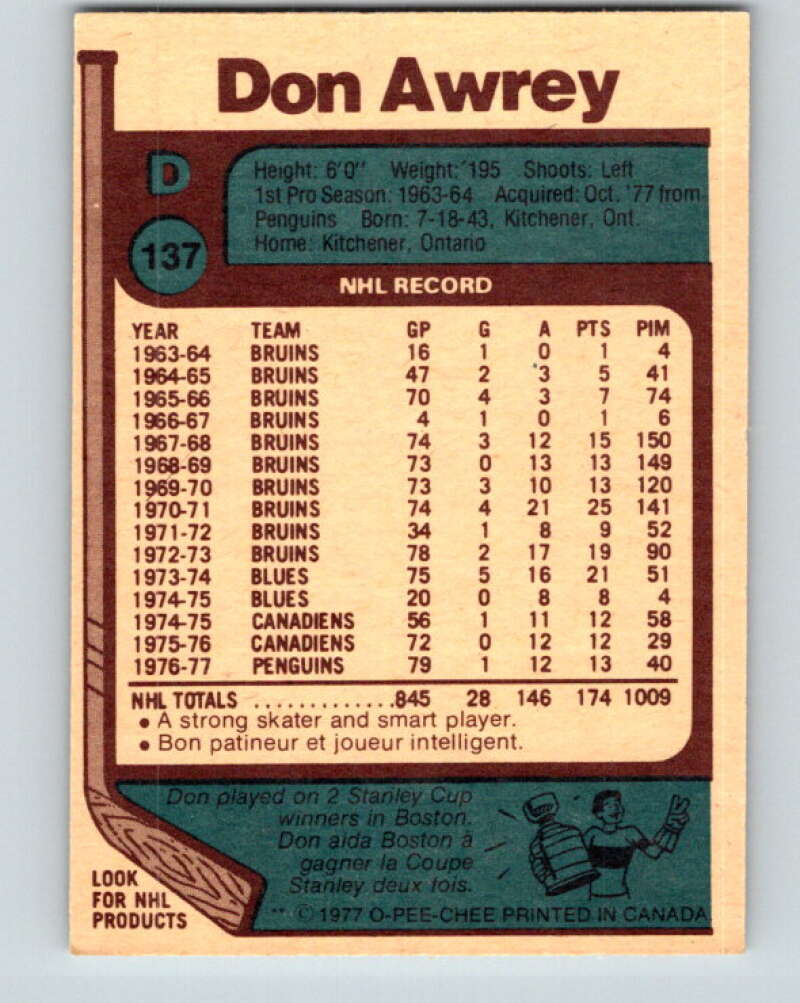 Don Awrey
D
Height: 6'0" Weight: 195 Shoots: Left
1st Pro Season: 1963-64 Acquired: Oct. '77 from
Penguins Born: 7-18-43, Kitchener, Ont.
Home: Kitchener, Ontario
137
NHL RECORD
YEAR TEAM GP G A PTS PIM
1963-64 BRUINS 16 1 0 1 4
1964-65 BRUINS 47 2 3 5 41
1965-66 BRUINS 70 4 3 7 74
1966-67 BRUINS 4 1 0 1 6
1967-68 BRUINS 74 3 12 15 150
1968-69 BRUINS 73 0 13 13 149
1969-70 BRUINS 73 3 10 13 120
1970-71 BRUINS 74 4 21 25 141
1971-72 BRUINS 34 1 8 9 52
1972-73 BRUINS 78 2 17 19 90
1973-74 BLUES 75 5 16 21 51
1974-75 BLUES 20 0 8 8 4
1974-75 CANADIENS 56 1 11 12 58
1975-76 CANADIENS 72 0 12 12 29
1976-77 PENGUINS 79 1 12 13 40
NHL TOTALS .............845 28 146 174 1009
• A strong skater and smart player.
• Bon patineur et joueur intelligent.
Don played on 2 Stanley Cup
winners in Boston.
Don aida Boston à
gagner la Coupe
Stanley deux fois.
LOOK
FOR NHL
PRODUCTS
** © 1977 O-PEE-CHEE PRINTED IN CANADA